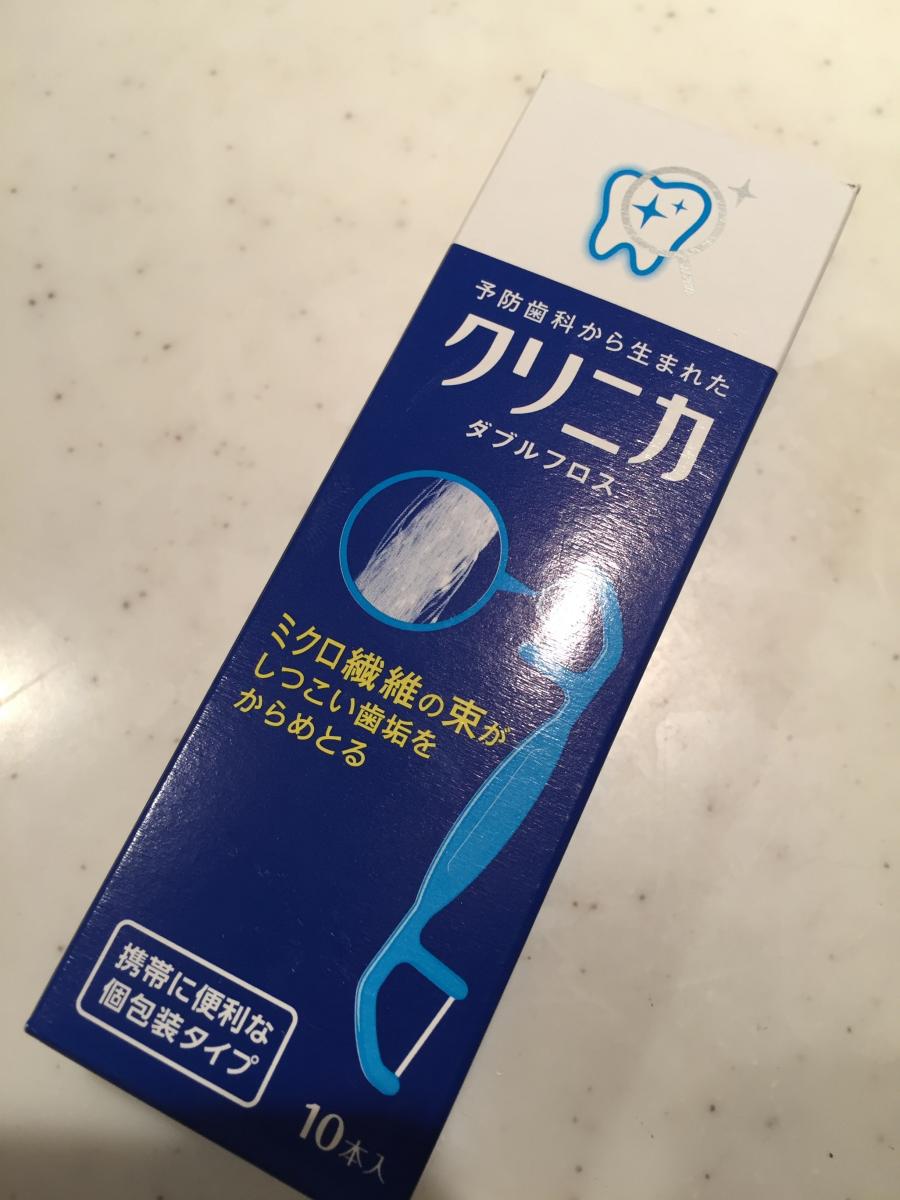 予防歯科から生まれた
クリニカ
ダブルフロス
ミクロ繊維の束が
しつこい歯垢を
からめとる
携帯に便利な
個包装タイプ
10本入